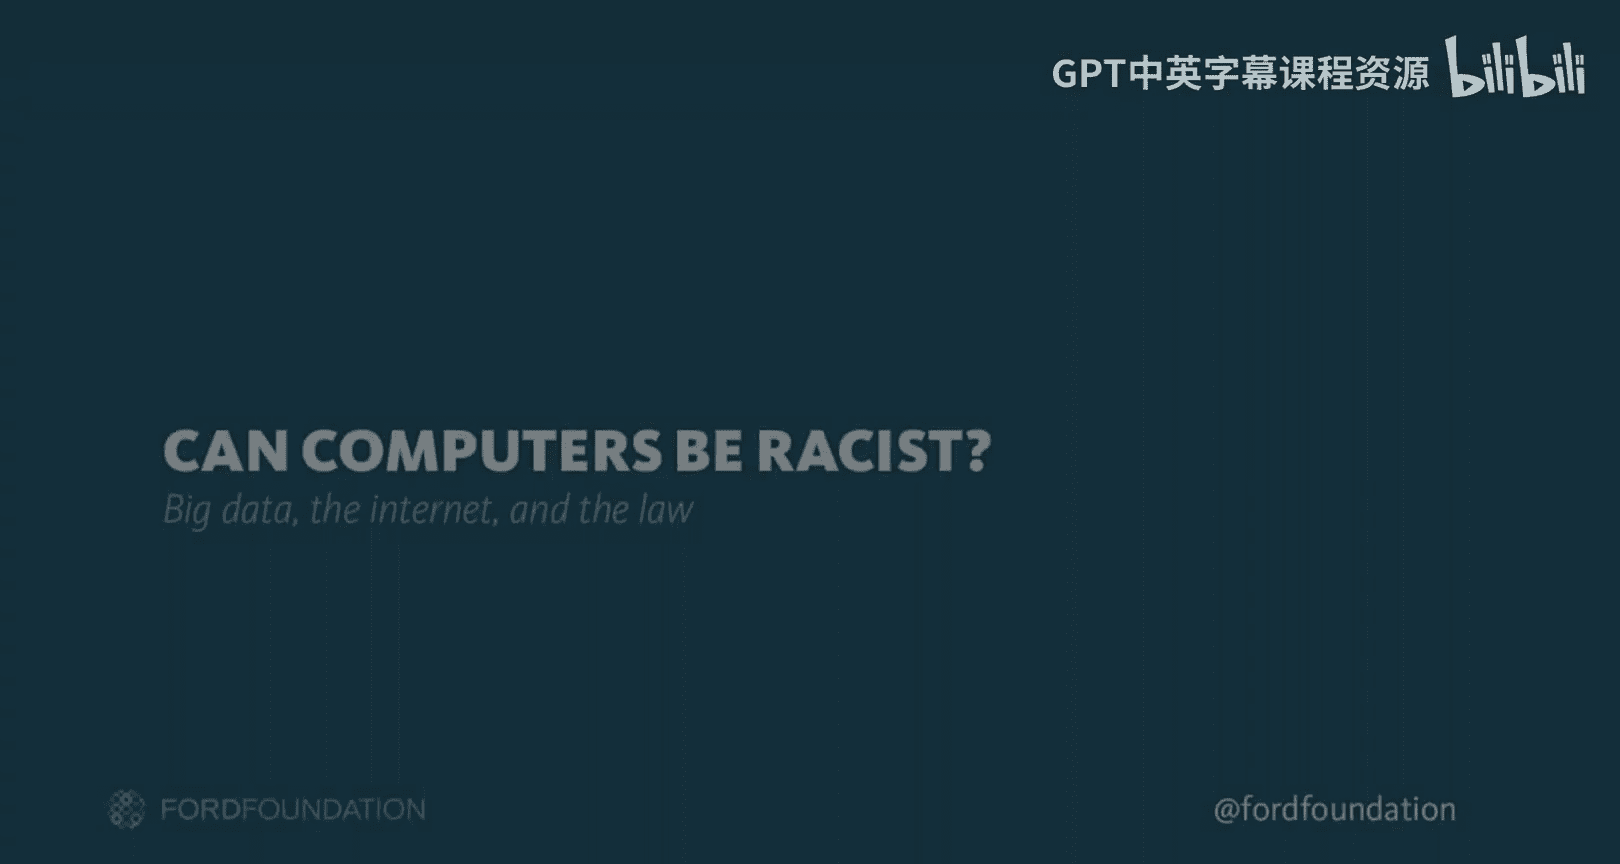 GPT中英字幕课程资源 bilibili
CAN COMPUTERS BE RACIST?
Big data, the internet, and the law
FORDFOUNDATION
@fordfoundation